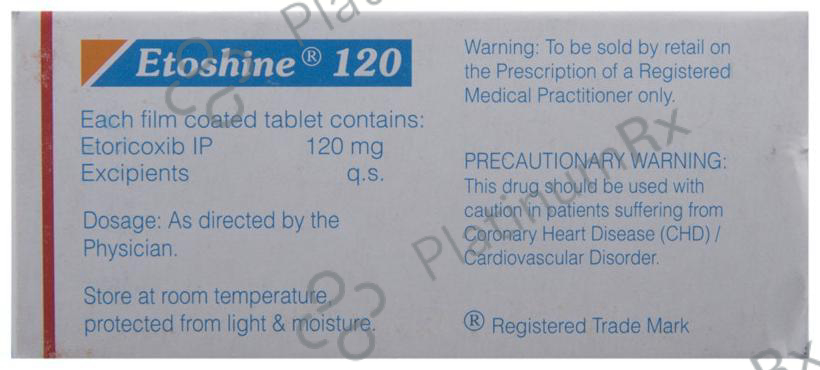 Etoshine® 120
Each film coated tablet contains:
Etoricoxib IP 120 mg
Excipients q.s.
Dosage: As directed by the
Physician.
Store at room temperature,
protected from light & moisture.
Warning: To be sold by retail on
the Prescription of a Registered
Medical Practitioner only.
PRECAUTIONARY WARNING:
This drug should be used with
caution in patients suffering from
Coronary Heart Disease (CHD) /
Cardiovascular Disorder.
® Registered Trade Mark
PlatinumRx
Platin
Rx